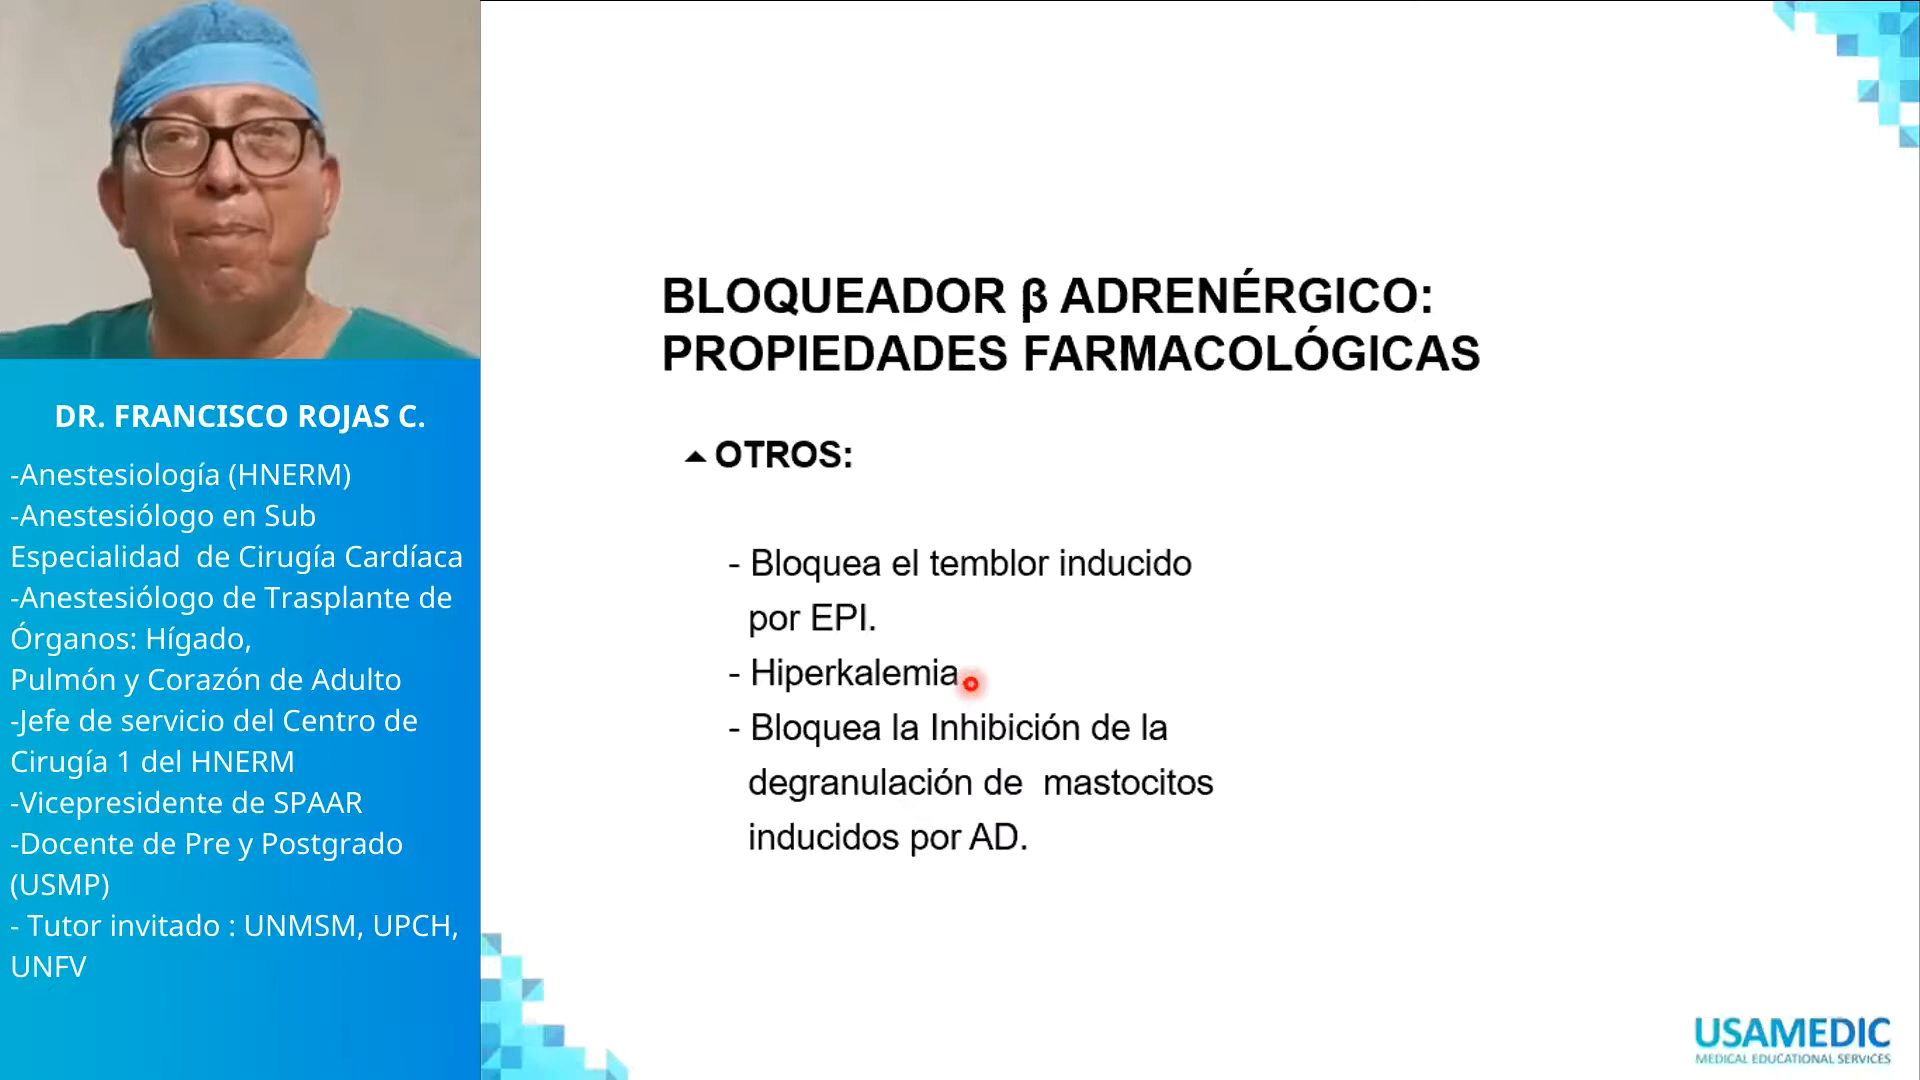 DR. FRANCISCO ROJAS C.
-Anestesiología (HNERM)
-Anestesiólogo en Sub
Especialidad  de Cirugía Cardíaca
-Anestesiólogo de Trasplante de
Órganos: Hígado,
Pulmón y Corazón de Adulto
-Jefe de servicio del Centro de
Cirugía 1 del HNERM
-Vicepresidente de SPAAR
-Docente de Pre y Postgrado
(USMP)
- Tutor invitado : UNMSM, UPCH,
UNFV
BLOQUEADOR β ADRENÉRGICO:
PROPIEDADES FARMACOLÓGICAS
OTROS:
- Bloquea el temblor inducido
por EPI.
- Hiperkalemia
- Bloquea la Inhibición de la
degranulación de  mastocitos
inducidos por AD.
USAMEDIC
MEDICAL EDUCATIONAL SERVICES